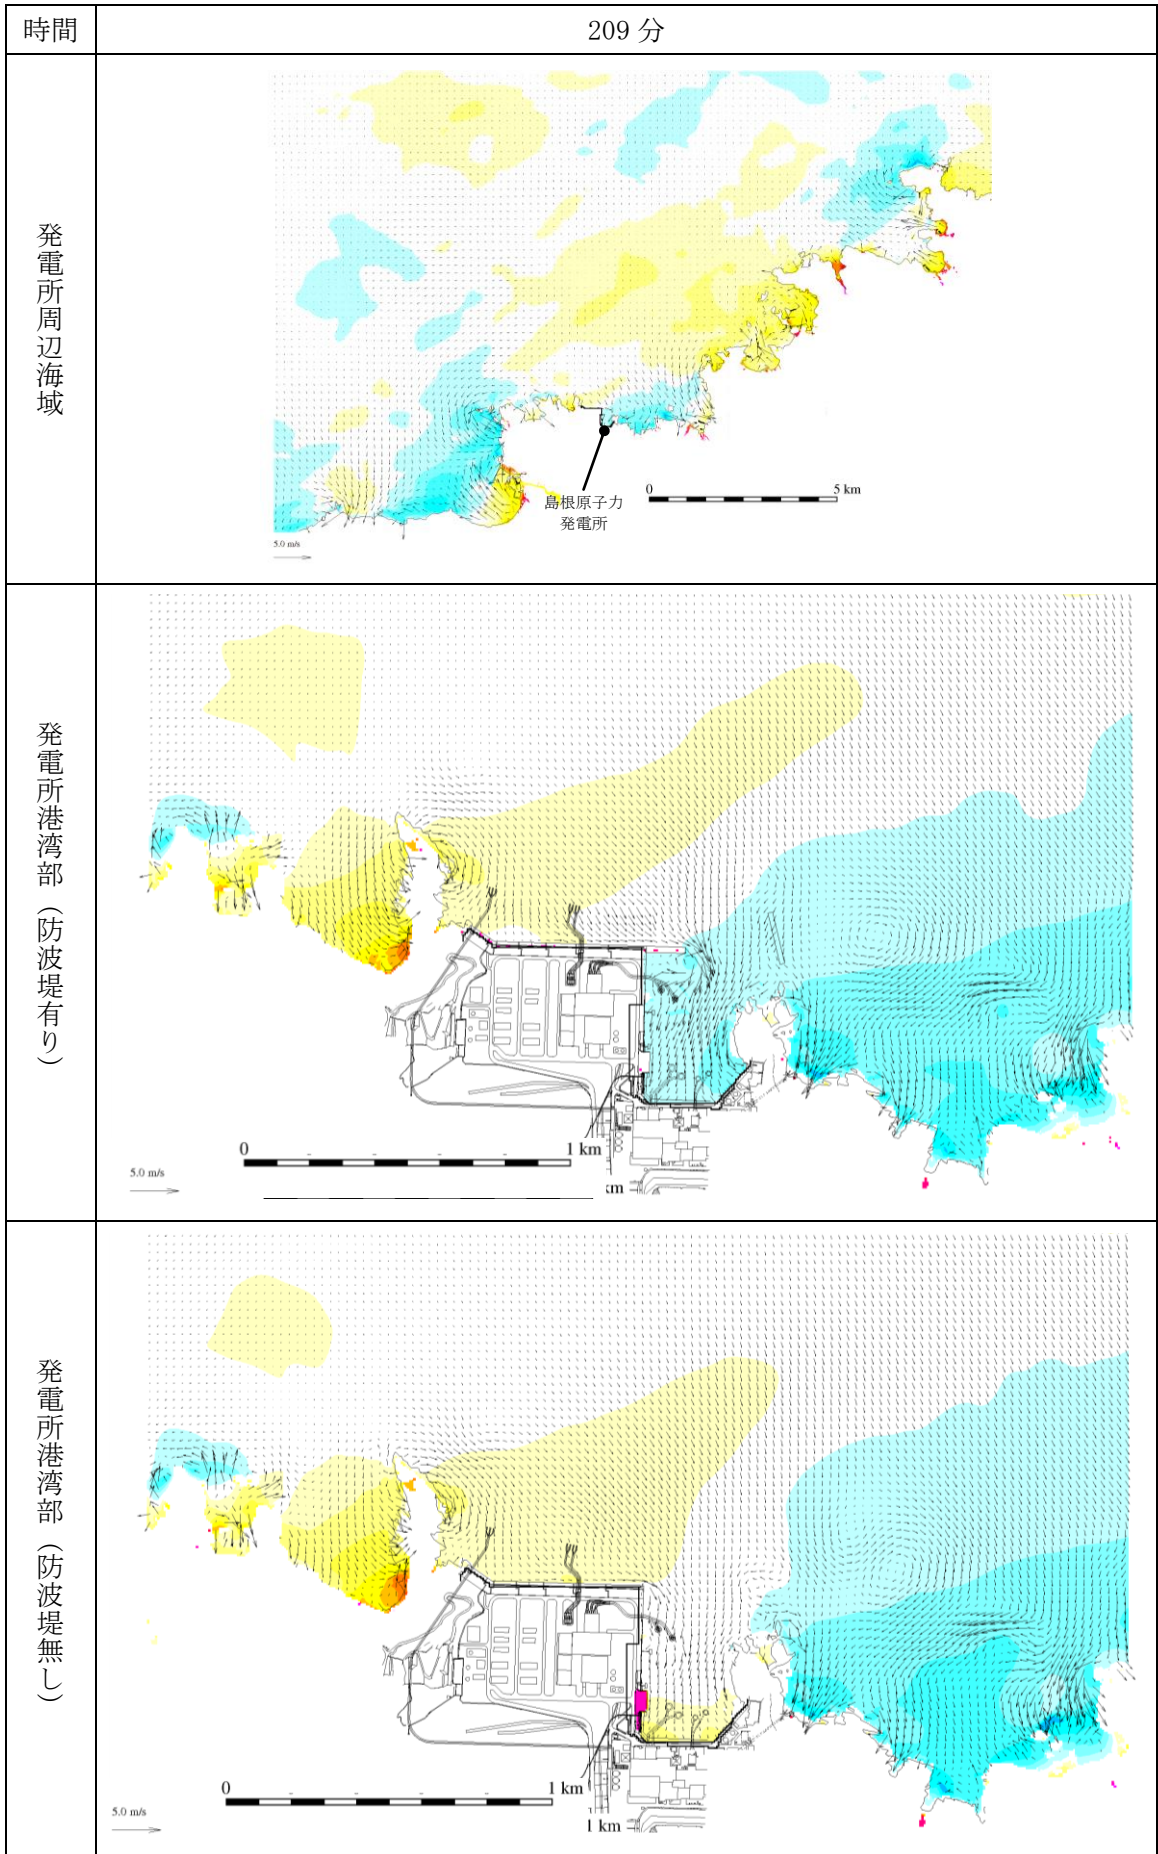 時間
209 分
発電所周辺海域
島根原子力
発電所
0 5 km
5.0 m/s
発電所港湾部（防波堤有り）
0 1 km
5.0 m/s
km
発電所港湾部（防波堤無し）
0 1 km
5.0 m/s
1 km